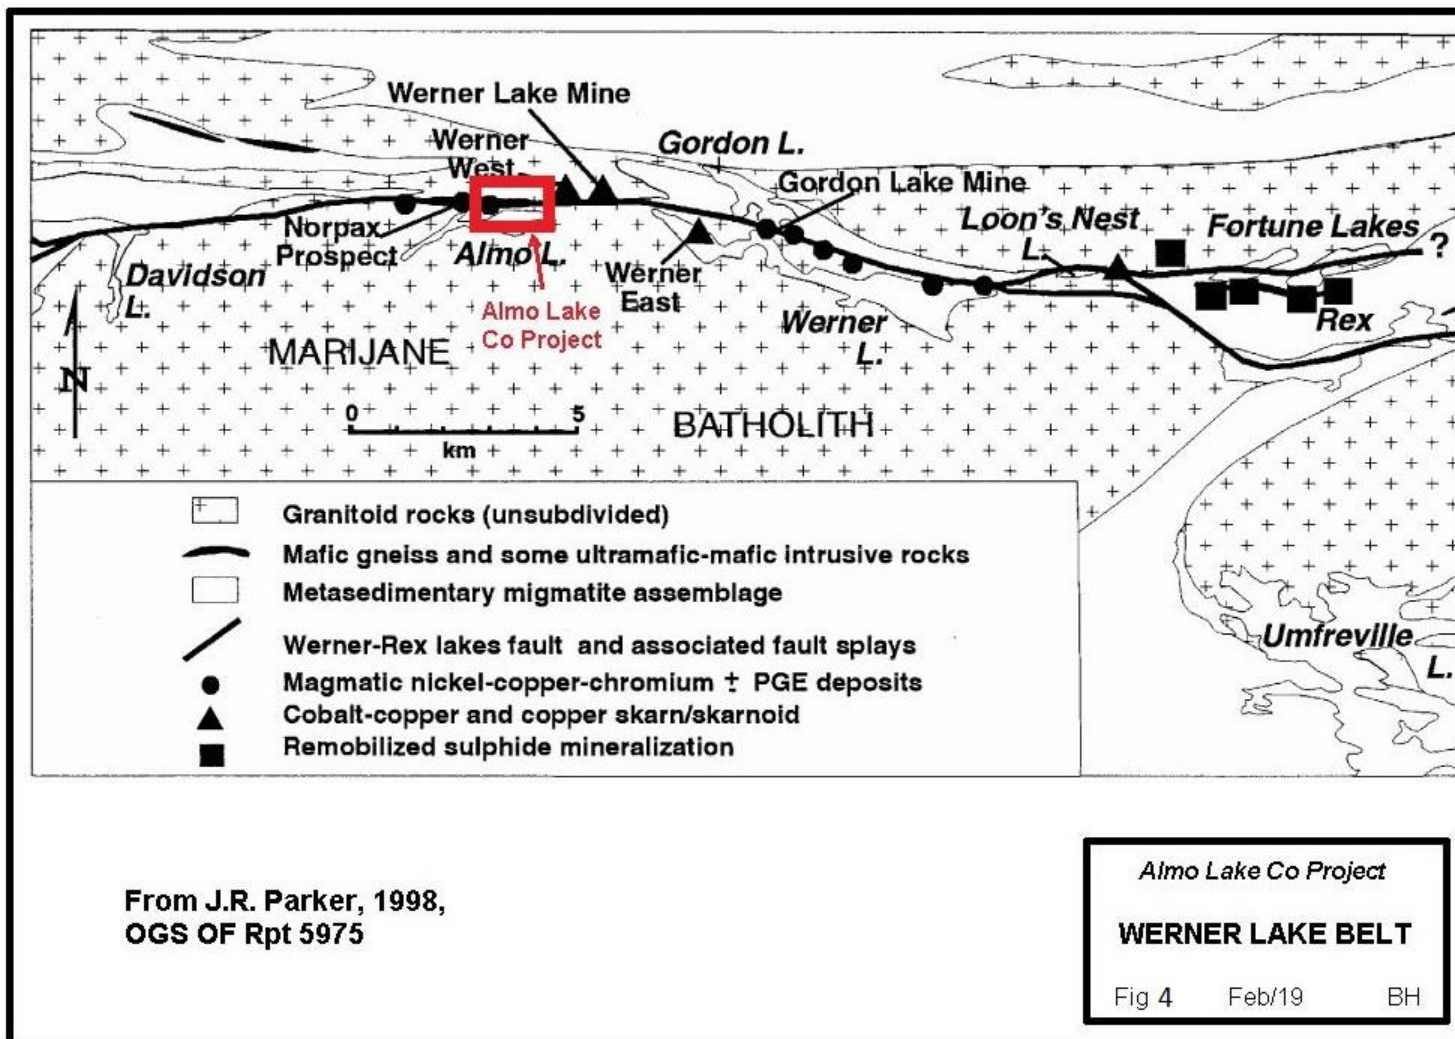 Werner Lake Mine
Werner
West
Gordon L.
Gordon Lake Mine
Loon's Nest
L.
Fortune Lakes
?
Norpax
Prospect
Almo L.
Davidson
L.
Werner
East
Almo Lake
Co Project
Werner
L.
Rex
MARIJANE
BATHOLITH
N
0 5
km
Granitoid rocks (unsubdivided)
Mafic gneiss and some ultramafic-mafic intrusive rocks
Metasedimentary migmatite assemblage
Werner-Rex lakes fault and associated fault splays
Magmatic nickel-copper-chromium ± PGE deposits
Cobalt-copper and copper skarn/skarnoid
Remobilized sulphide mineralization
Umfreville
L.
From J.R. Parker, 1998,
OGS OF Rpt 5975
Almo Lake Co Project
WERNER LAKE BELT
Fig 4 Feb/19 BH